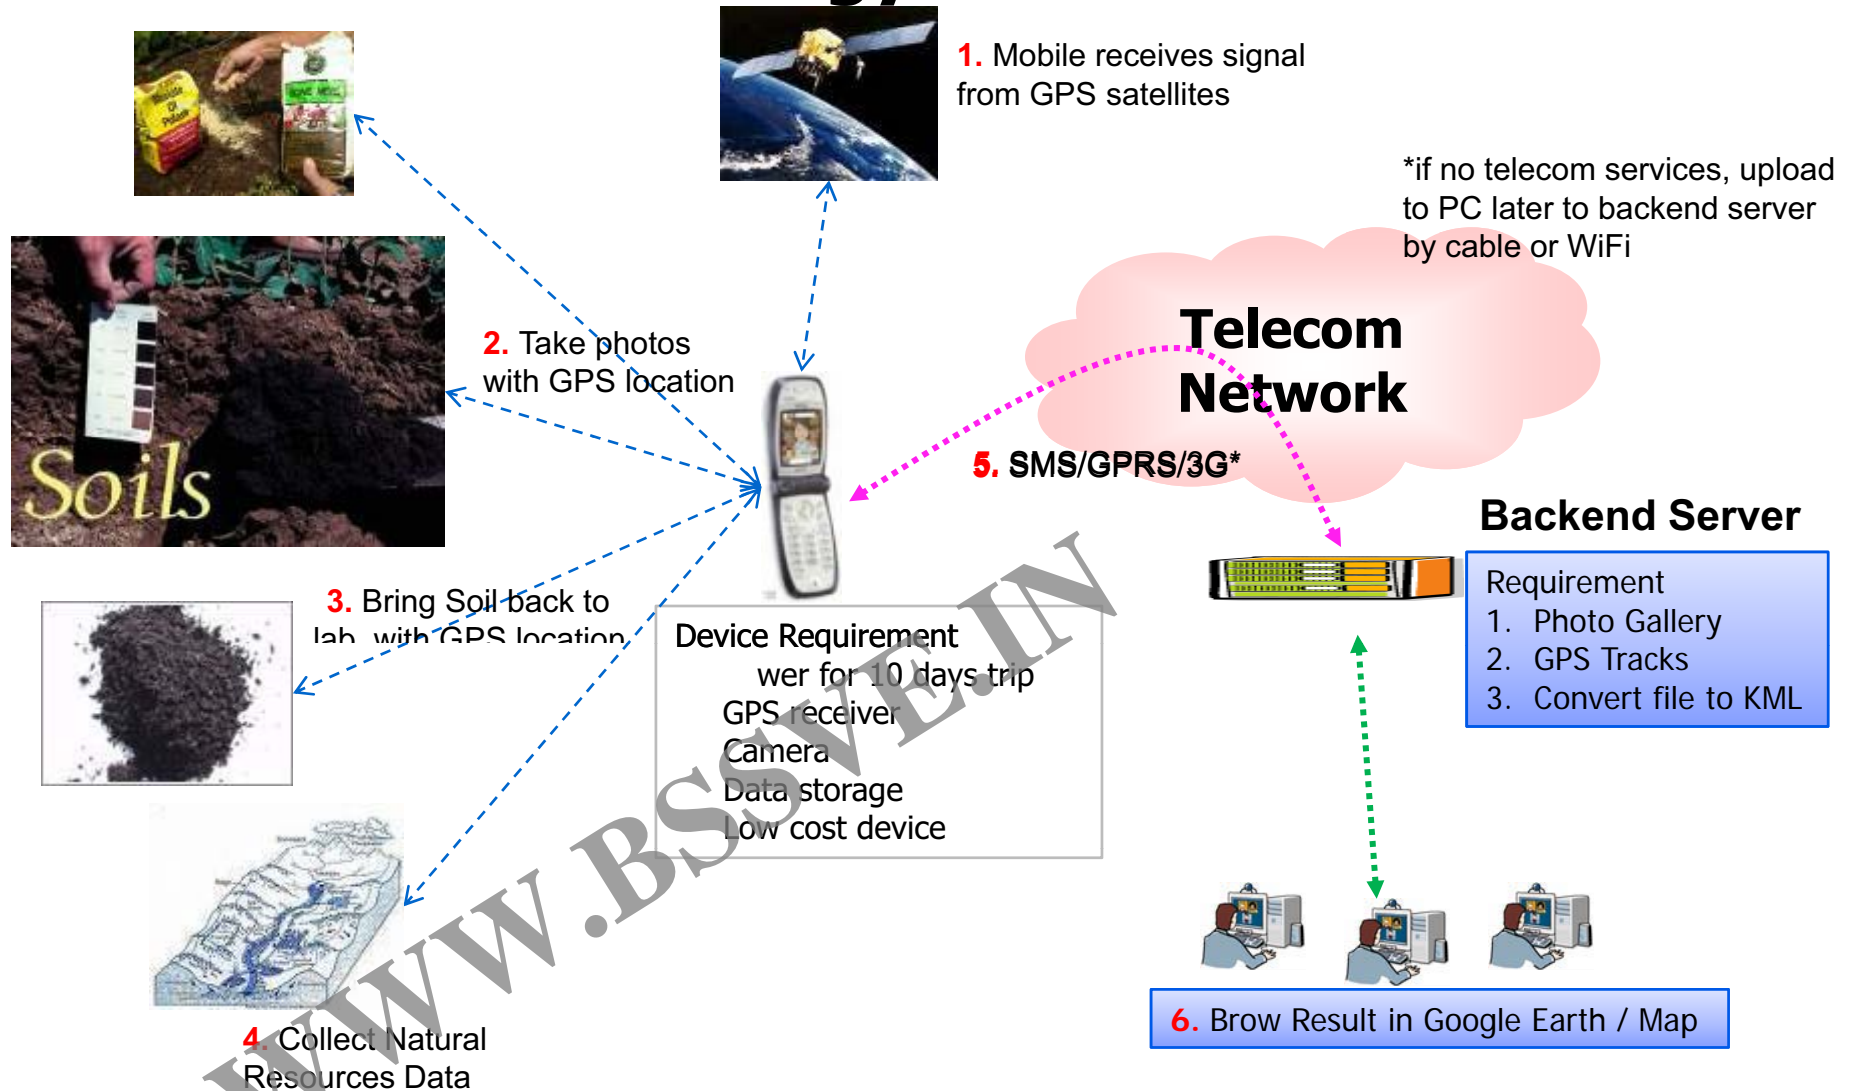 1. Mobile receives signal
from GPS satellites
*if no telecom services, upload
to PC later to backend server
by cable or WiFi
Telecom
Network
2. Take photos
with GPS location
Soils
5. SMS/GPRS/3G*
Backend Server
Requirement
1. Photo Gallery
2. GPS Tracks
3. Convert file to KML
3. Bring Soil back to
lab with GPS location
Device Requirement
wer for 10 days trip
GPS receiver
Camera
Data storage
Low cost device
6. Brow Result in Google Earth / Map
4. Collect Natural
Resources Data
WWW.BSSVE.IN